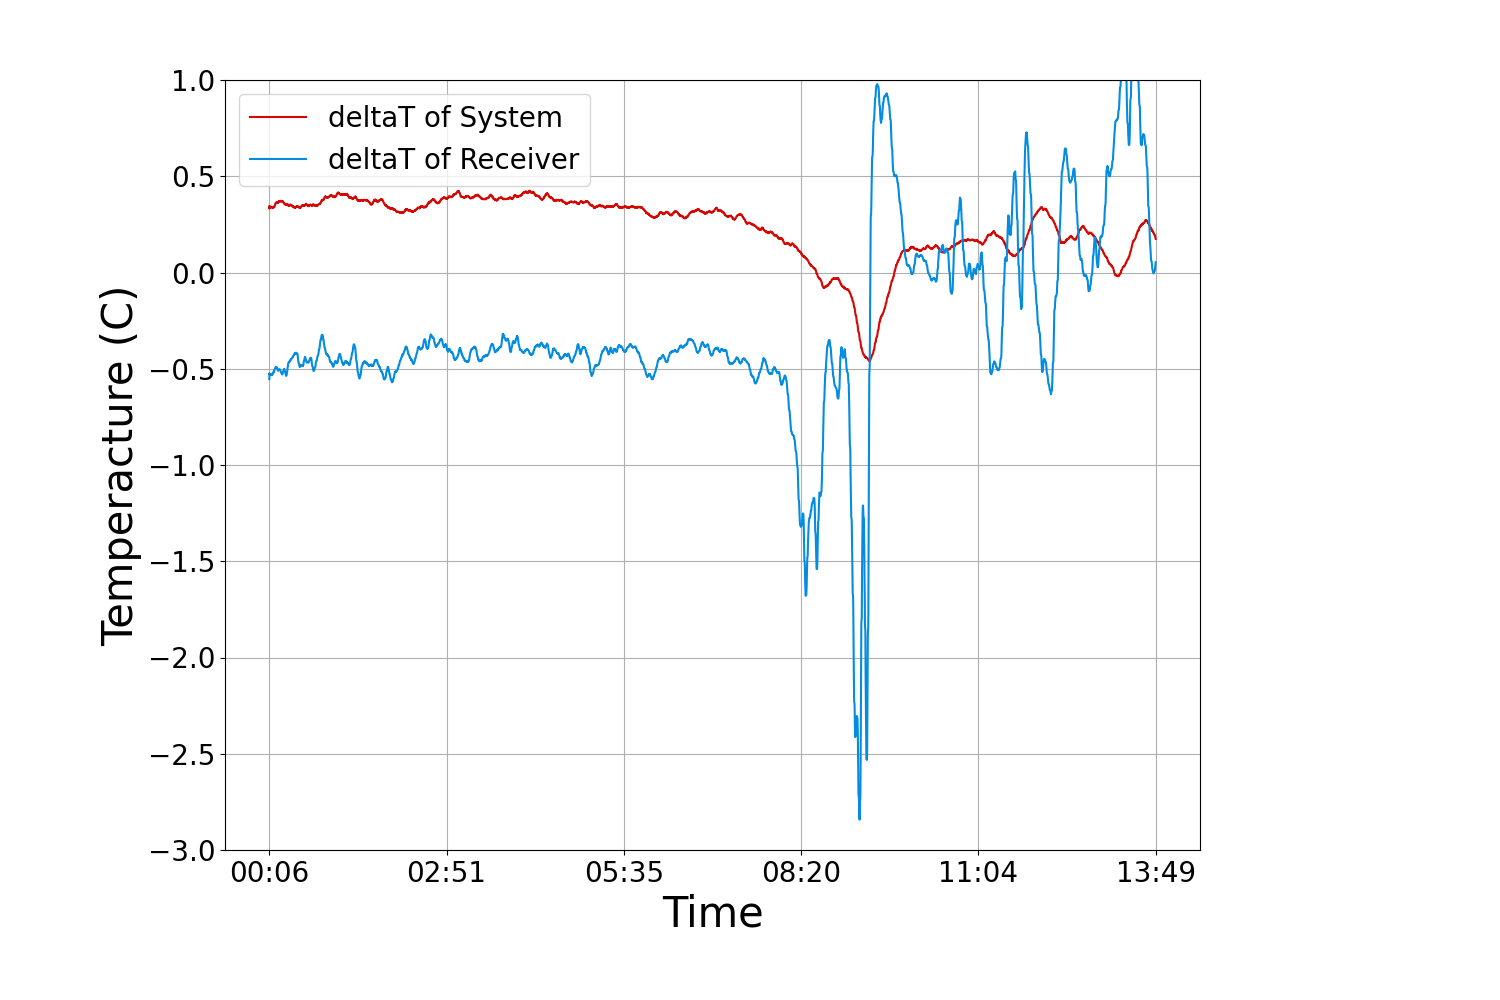 1.0
0.5
0.0
−0.5
−1.0
−1.5
−2.0
−2.5
−3.0
Temperacture (C)
deltaT of System
deltaT of Receiver
00:06 02:51 05:35 08:20 11:04 13:49
Time